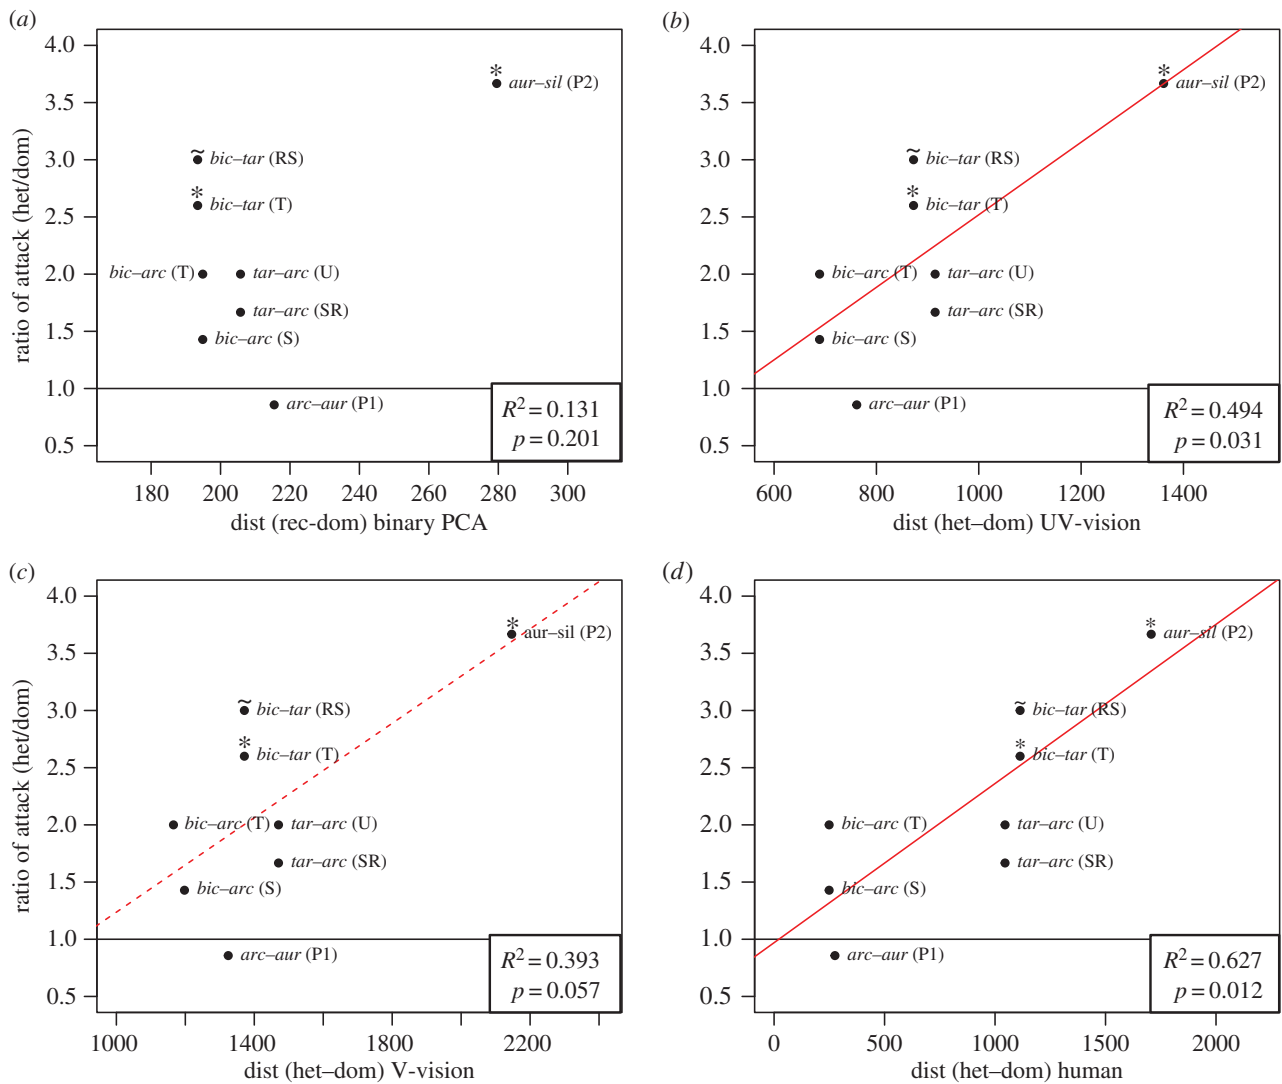 (a)
4.0
3.5
3.0
2.5
2.0
1.5
1.0
0.5
ratio of attack (het/dom)
* aur–sil (P2)
~ bic–tar (RS)
* bic–tar (T)
bic–arc (T)
tar–arc (U)
tar–arc (SR)
bic–arc (S)
arc–aur (P1)
R² = 0.131
p = 0.201
180 200 220 240 260 280 300
dist (rec-dom) binary PCA
(b)
4.0
3.5
3.0
2.5
2.0
1.5
1.0
0.5
* aur–sil (P2)
~ bic–tar (RS)
* bic–tar (T)
bic–arc (T)
tar–arc (U)
tar–arc (SR)
bic–arc (S)
arc–aur (P1)
R² = 0.494
p = 0.031
600 800 1000 1200 1400
dist (het–dom) UV-vision
(c)
4.0
3.5
3.0
2.5
2.0
1.5
1.0
0.5
ratio of attack (het/dom)
* aur–sil (P2)
~ bic–tar (RS)
* bic–tar (T)
bic–arc (T)
tar–arc (U)
tar–arc (SR)
bic–arc (S)
arc–aur (P1)
R² = 0.393
p = 0.057
1000 1400 1800 2200
dist (het–dom) V-vision
(d)
4.0
3.5
3.0
2.5
2.0
1.5
1.0
0.5
* aur–sil (P2)
~ bic–tar (RS)
* bic–tar (T)
bic–arc (T)
tar–arc (U)
tar–arc (SR)
bic–arc (S)
arc–aur (P1)
R² = 0.627
p = 0.012
0 500 1000 1500 2000
dist (het–dom) human